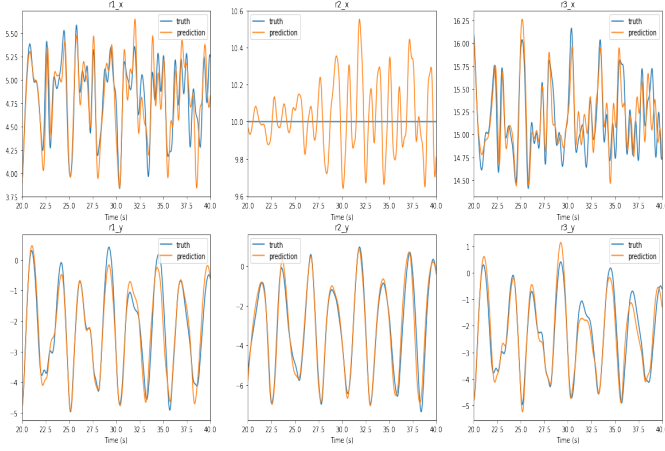 r1_x
truth
prediction
5.50
5.25
5.00
4.75
4.50
4.25
4.00
3.75
20.0 22.5 25.0 27.5 30.0 32.5 35.0 37.5 40.0
Time (s)
r2_x
truth
prediction
10.6
10.4
10.2
10.0
9.8
9.6
20.0 22.5 25.0 27.5 30.0 32.5 35.0 37.5 40.0
Time (s)
r3_x
truth
prediction
16.25
16.00
15.75
15.50
15.25
15.00
14.75
14.50
20.0 22.5 25.0 27.5 30.0 32.5 35.0 37.5 40.0
Time (s)
r1_y
truth
prediction
0
−1
−2
−3
−4
−5
20.0 22.5 25.0 27.5 30.0 32.5 35.0 37.5 40.0
Time (s)
r2_y
truth
prediction
0
−2
−4
−6
20.0 22.5 25.0 27.5 30.0 32.5 35.0 37.5 40.0
Time (s)
r3_y
truth
prediction
1
0
−1
−2
−3
−4
−5
20.0 22.5 25.0 27.5 30.0 32.5 35.0 37.5 40.0
Time (s)